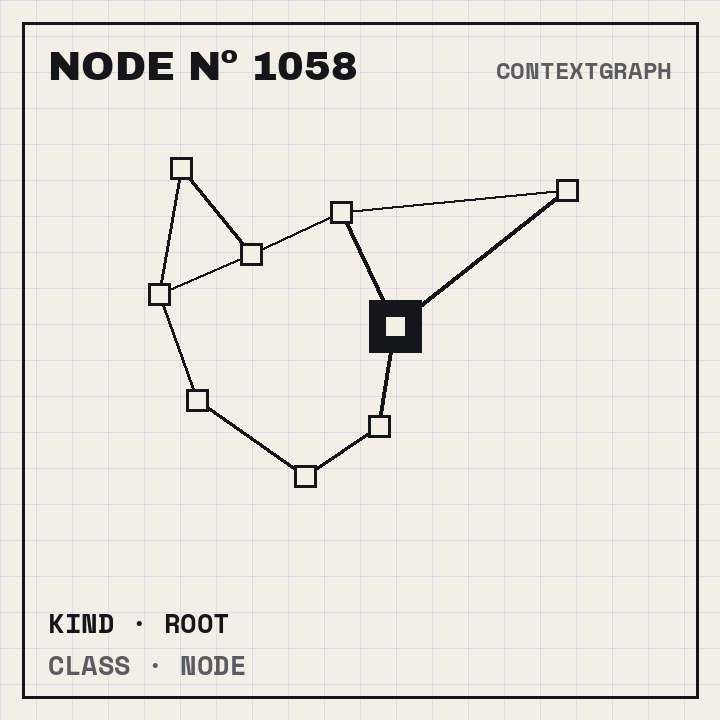 NODE Nº 1058
CONTEXTGRAPH
KIND · ROOT
CLASS · NODE